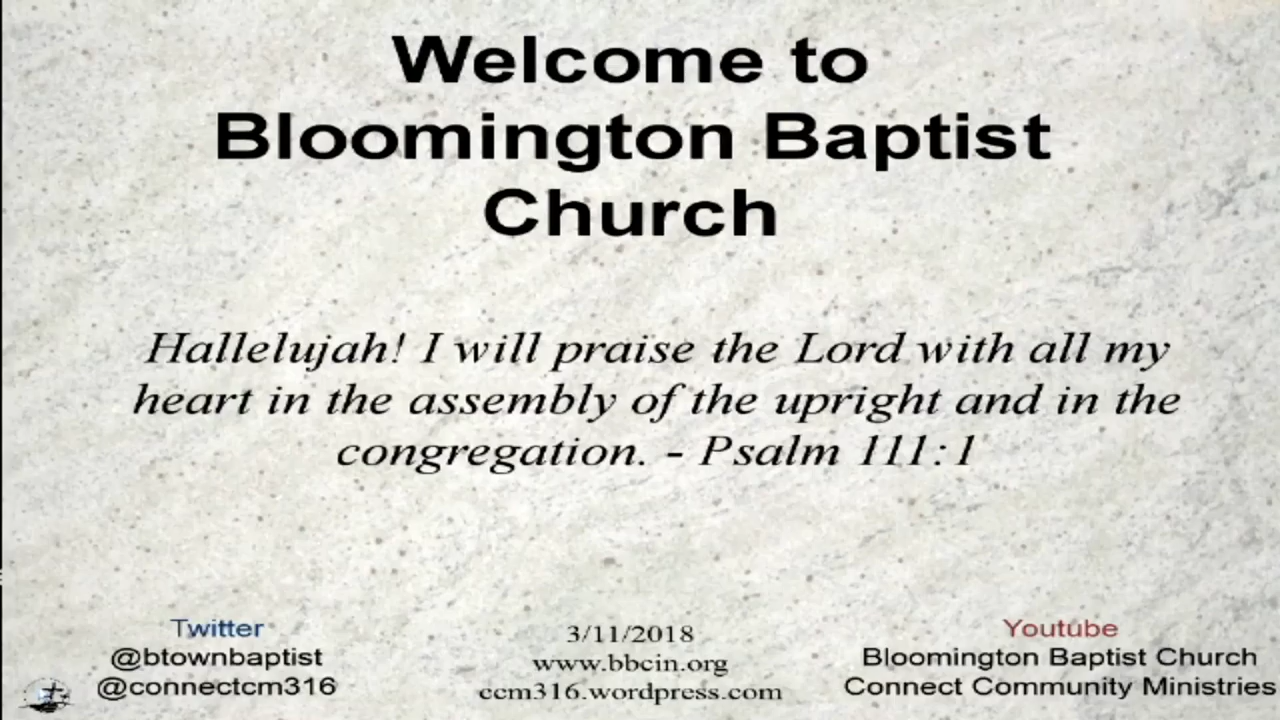 Welcome to
Bloomington Baptist
Church
Hallelujah! I will praise the Lord with all my
heart in the assembly of the upright and in the
congregation. - Psalm 111:1
Twitter
@btownbaptist
@connectcm316
3/11/2018
www.bbcin.org
ccm316.wordpress.com
Youtube
Bloomington Baptist Church
Connect Community Ministries